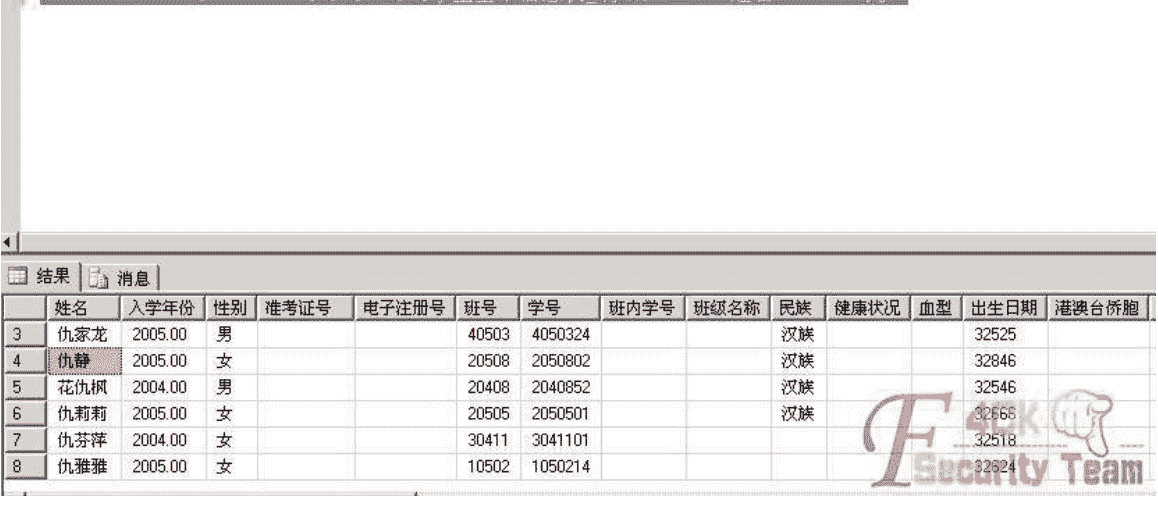 结果 消息
姓名 入学年份 性别 准考证号 电子注册号 班号 学号 班内学号 班级名称 民族 健康状况 血型 出生日期 港澳台侨胞
3 仇家龙 2005.00 男 40503 4050324 汉族 32525
4 仇静 2005.00 女 20508 2050802 汉族 32846
5 花仇枫 2004.00 男 20408 2040852 汉族 32546
6 仇莉莉 2005.00 女 20505 2050501 汉族 32668
7 仇芬萍 2004.00 女 30411 3041101 32518
8 仇雅雅 2005.00 女 10502 1050214 32624
F4CK
Security Team